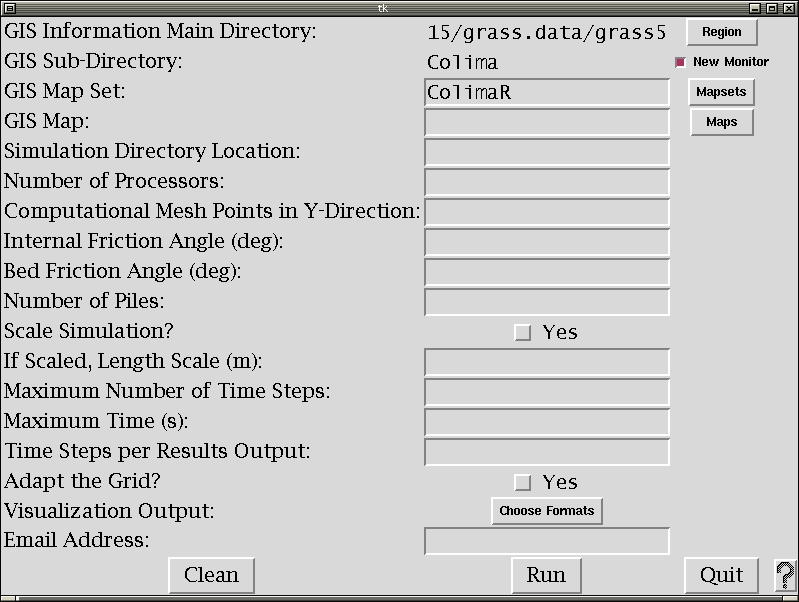 tk
GIS Information Main Directory: 15/grass.data/grass5 Region
GIS Sub-Directory: Colima New Monitor
GIS Map Set: ColimaR Mapsets
GIS Map: Maps
Simulation Directory Location:
Number of Processors:
Computational Mesh Points in Y-Direction:
Internal Friction Angle (deg):
Bed Friction Angle (deg):
Number of Piles:
Scale Simulation? Yes
If Scaled, Length Scale (m):
Maximum Number of Time Steps:
Maximum Time (s):
Time Steps per Results Output:
Adapt the Grid? Yes
Visualization Output: Choose Formats
Email Address:
Clean Run Quit ?